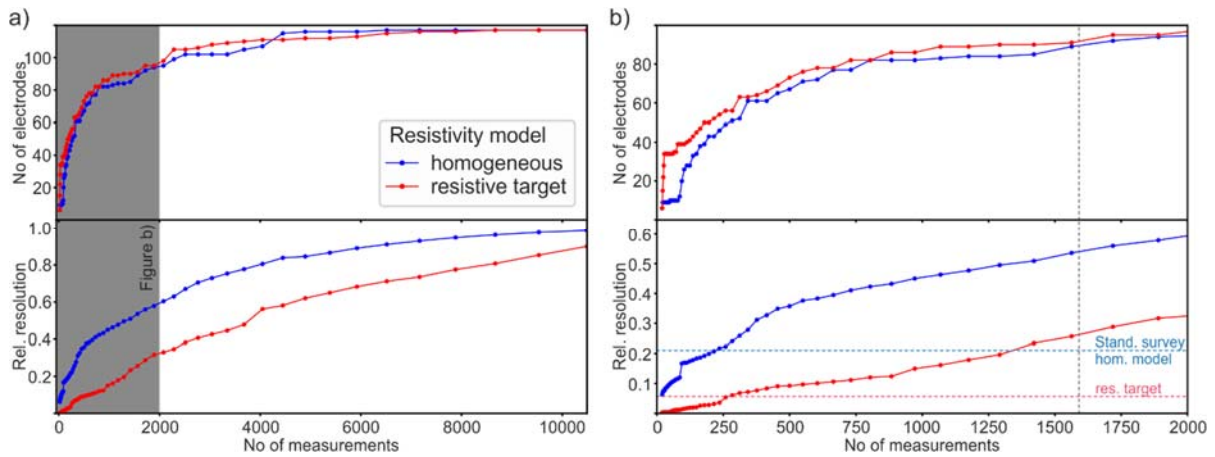 a)
No of electrodes
100
80
60
40
20
Resistivity model
homogeneous
resistive target
Rel. resolution
1.0
0.8
0.6
0.4
0.2
Figure b)
0
2000
4000
6000
8000
10000
No of measurements
b)
No of electrodes
80
60
40
20
Rel. resolution
0.6
0.5
0.4
0.3
0.2
0.1
Stand. survey
hom. model
res. target
0
250
500
750
1000
1250
1500
1750
2000
No of measurements